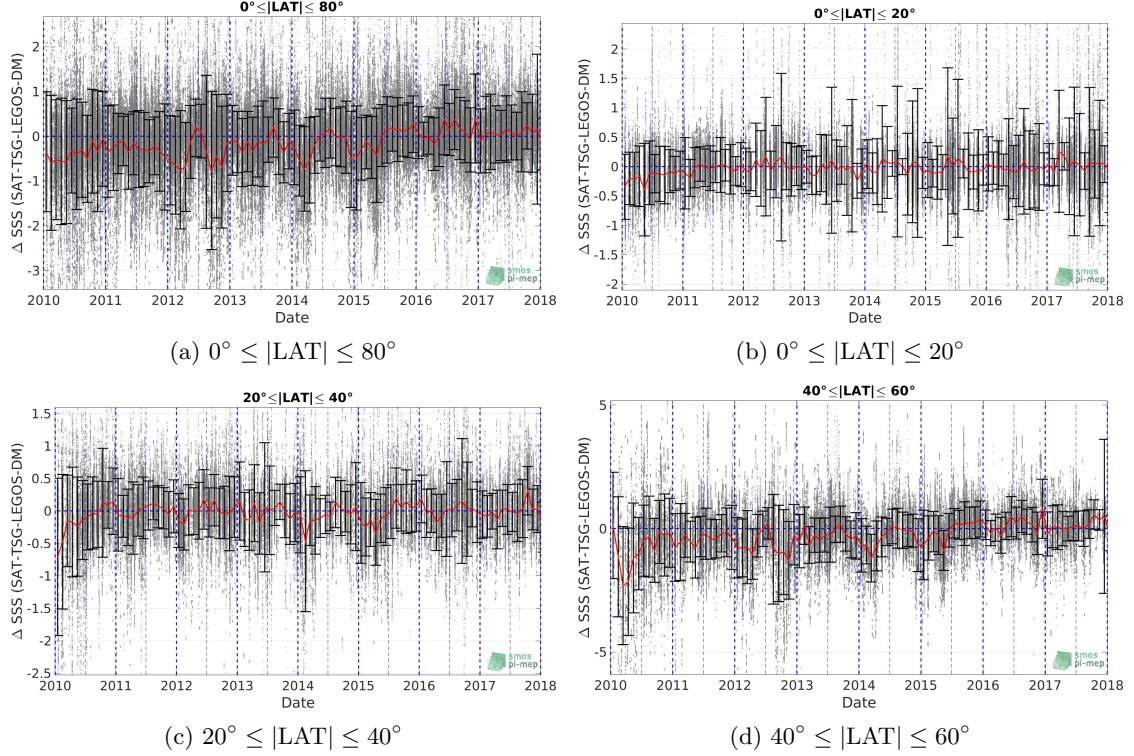 0°≤|LAT|≤ 80°
Δ SSS (SAT-TSG-LEGOS-DM)
2
1
0
-1
-2
-3
smos
pi-mep
2010 2011 2012 2013 2014 2015 2016 2017 2018
Date
(a) 0° ≤ |LAT| ≤ 80°
0°≤|LAT|≤ 20°
Δ SSS (SAT-TSG-LEGOS-DM)
2
1.5
1
0.5
0
-0.5
-1
-1.5
-2
smos
pi-mep
2010 2011 2012 2013 2014 2015 2016 2017 2018
Date
(b) 0° ≤ |LAT| ≤ 20°
20°≤|LAT|≤ 40°
Δ SSS (SAT-TSG-LEGOS-DM)
1.5
1
0.5
0
-0.5
-1
-1.5
-2
-2.5
smos
pi-mep
2010 2011 2012 2013 2014 2015 2016 2017 2018
Date
(c) 20° ≤ |LAT| ≤ 40°
40°≤|LAT|≤ 60°
Δ SSS (SAT-TSG-LEGOS-DM)
5
0
-5
smos
pi-mep
2010 2011 2012 2013 2014 2015 2016 2017 2018
Date
(d) 40° ≤ |LAT| ≤ 60°